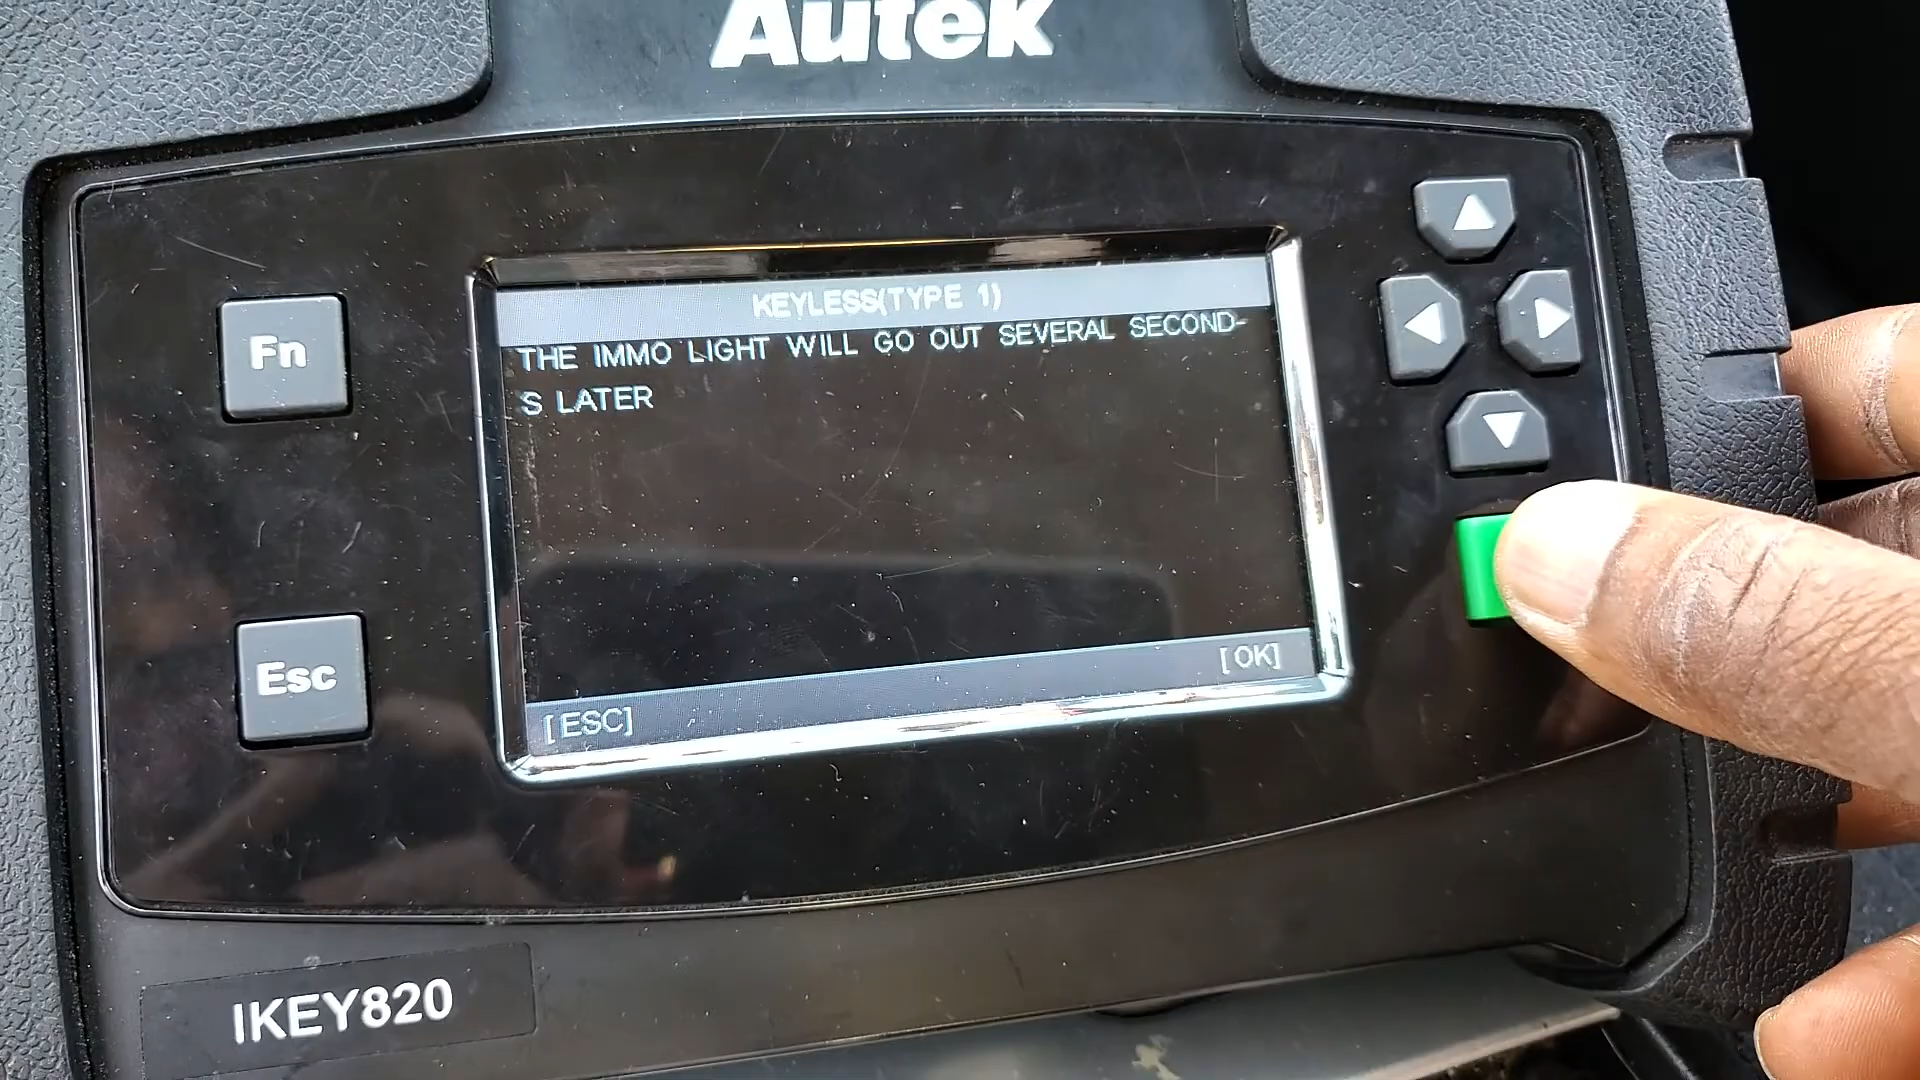 Autek
KEYLESS(TYPE 1)
THE IMMO LIGHT WILL GO OUT SEVERAL SECOND-
S LATER
[ESC]
[OK]
Fn
Esc
IKEY820